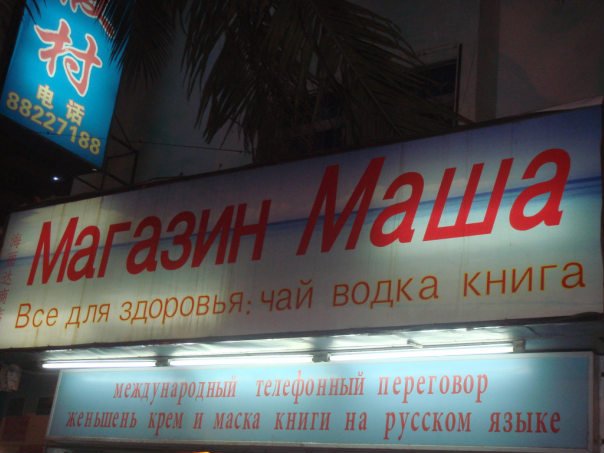 村
电话
88227188
Магазин Маша
Все для здоровья: чай водка книга
международный телефонный переговор
женьшень крем и маска книги на русском языке